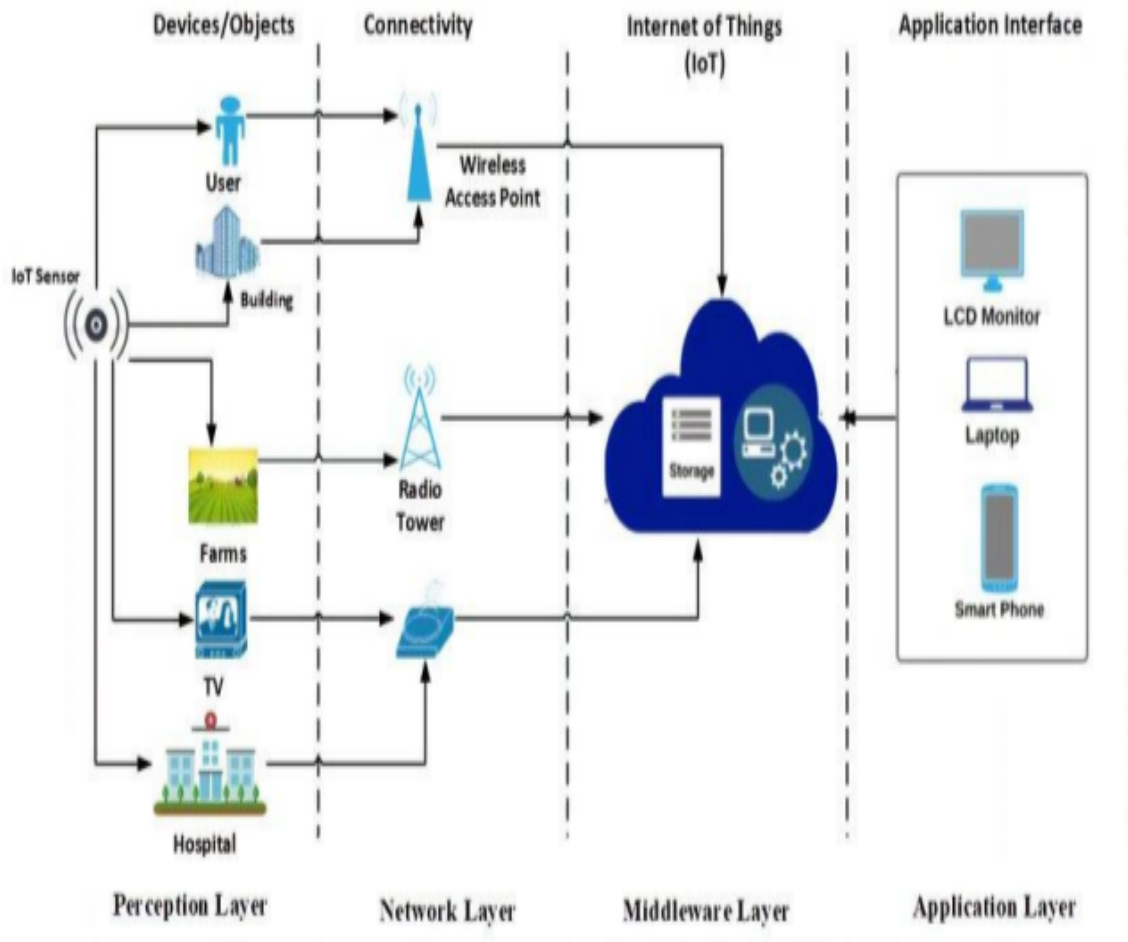 Devices/Objects
Connectivity
Internet of Things
(IoT)
Application Interface
User
Wireless
Access Point
IoT Sensor
Building
LCD Monitor
Laptop
Storage
Radio
Tower
Farms
Smart Phone
TV
Hospital
Perception Layer
Network Layer
Middleware Layer
Application Layer